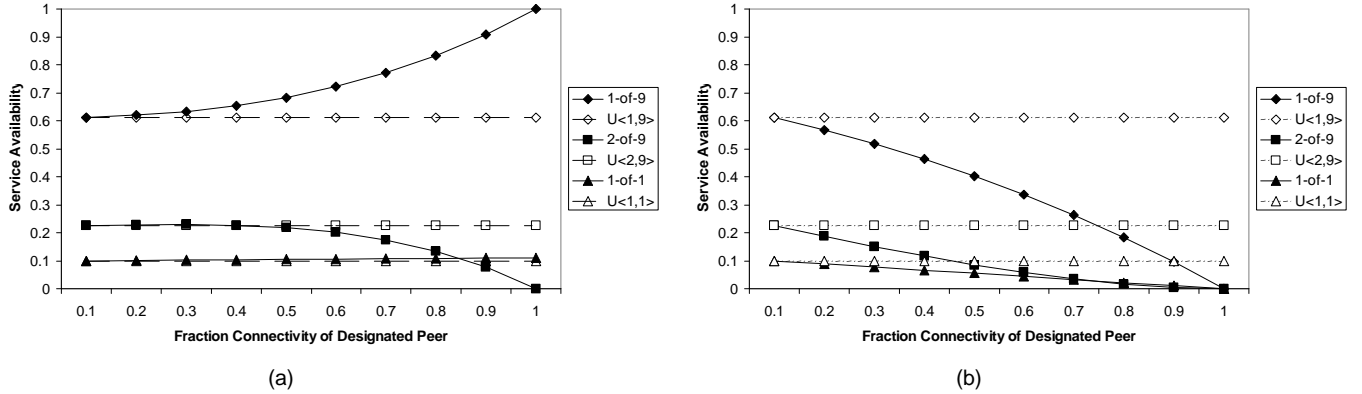 1
0.9
0.8
0.7
0.6
0.5
0.4
0.3
0.2
0.1
0
Service Availability
0.1 0.2 0.3 0.4 0.5 0.6 0.7 0.8 0.9 1
Fraction Connectivity of Designated Peer
1-of-9
U<1,9>
2-of-9
U<2,9>
1-of-1
U<1,1>
(a)
1
0.9
0.8
0.7
0.6
0.5
0.4
0.3
0.2
0.1
0
Service Availability
0.1 0.2 0.3 0.4 0.5 0.6 0.7 0.8 0.9 1
Fraction Connectivity of Designated Peer
1-of-9
U<1,9>
2-of-9
U<2,9>
1-of-1
U<1,1>
(b)